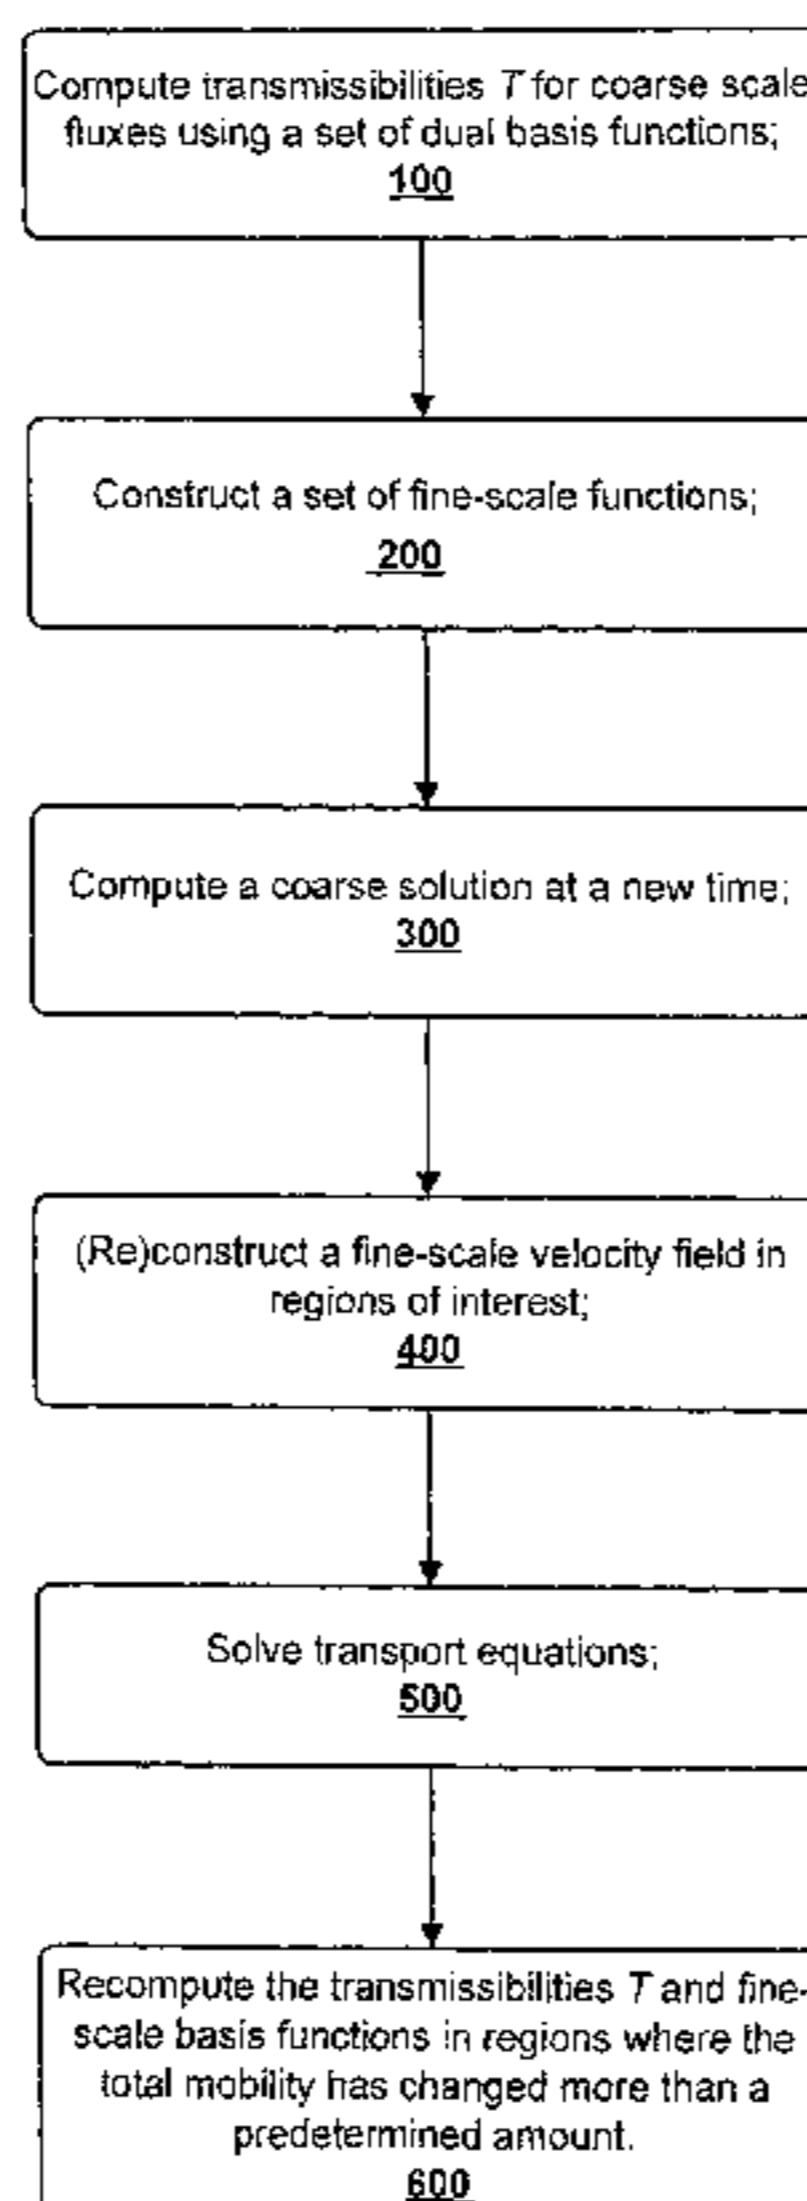 Compute transmissibilities T for coarse scale
fluxes using a set of dual basis functions;
100
Construct a set of fine-scale functions;
200
Compute a coarse solution at a new time;
300
(Re)construct a fine-scale velocity field in
regions of interest;
400
Solve transport equations;
500
Recompute the transmissibilities T and fine-
scale basis functions in regions where the
total mobility has changed more than a
predetermined amount.
600